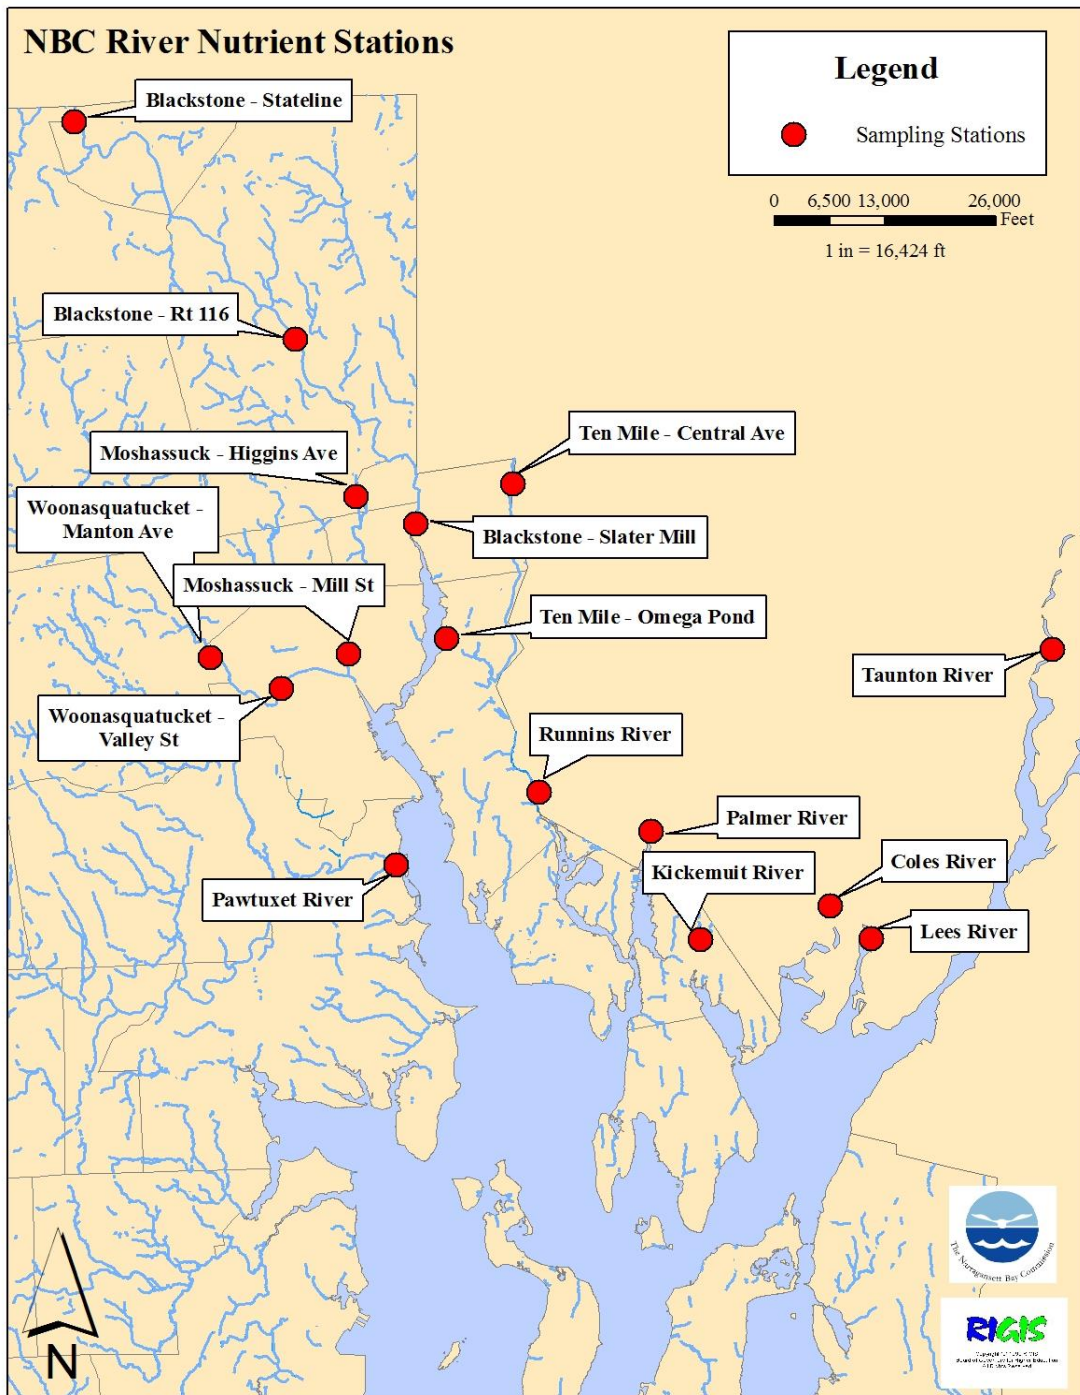 NBC River Nutrient Stations
Legend
Sampling Stations
0 6,500 13,000 26,000
Feet
1 in = 16,424 ft
Blackstone - Stateline
Blackstone - Rt 116
Ten Mile - Central Ave
Moshassuck - Higgins Ave
Woonasquatucket -
Manton Ave
Blackstone - Slater Mill
Moshassuck - Mill St
Ten Mile - Omega Pond
Taunton River
Woonasquatucket -
Valley St
Runnins River
Palmer River
Coles River
Kickemuit River
Pawtuxet River
Lees River
The Narragansett Bay Commission
RIGIS
N